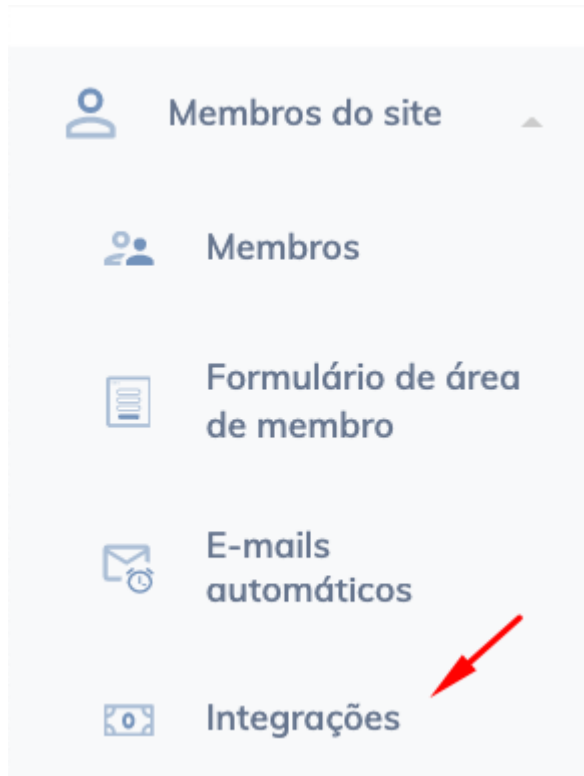 Membros do site
Membros
Formulário de área
de membro
E-mails
automáticos
Integrações